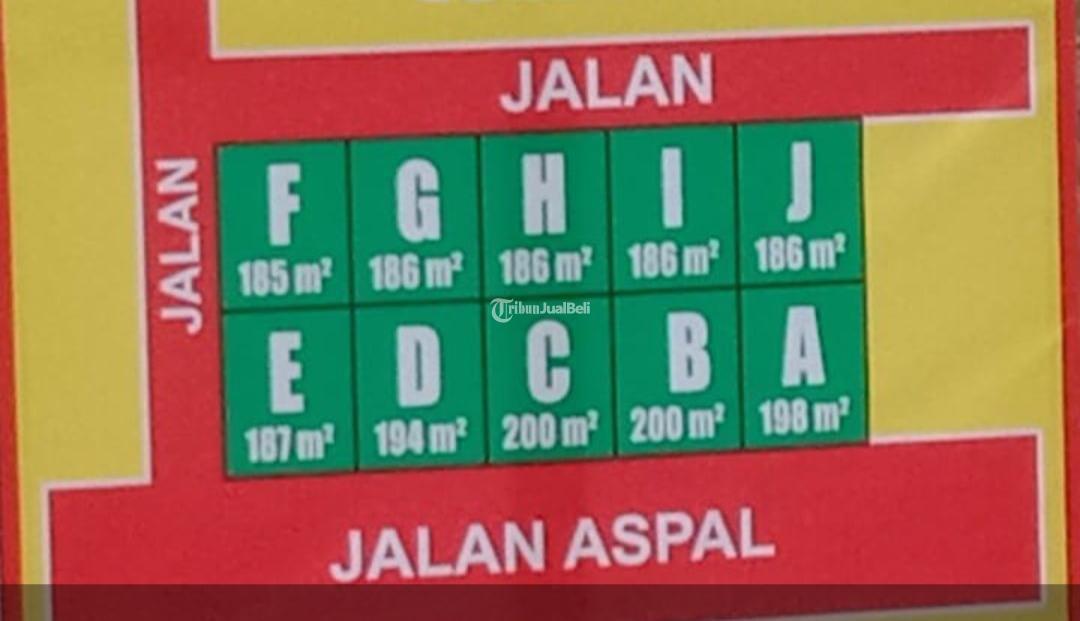 JALAN
JALAN
F
185 m²
G
186 m²
H
186 m²
I
186 m²
J
186 m²
TribunJualBeli
E
187 m²
D
194 m²
C
200 m²
B
200 m²
A
198 m²
JALAN ASPAL